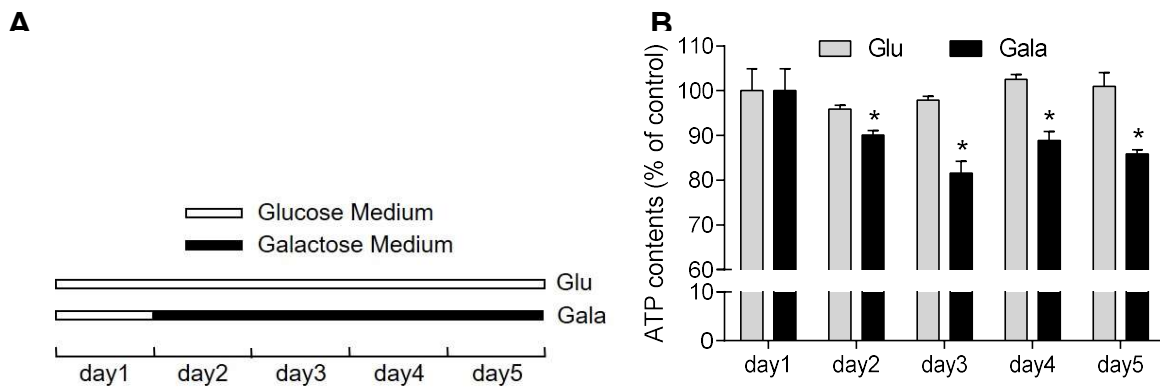 A
Glucose Medium
Galactose Medium
Glu
Gala
day1 day2 day3 day4 day5
B
ATP contents (% of control)
Glu Gala
110
100
90
80
70
60
10
0
*
*
*
*
day1 day2 day3 day4 day5